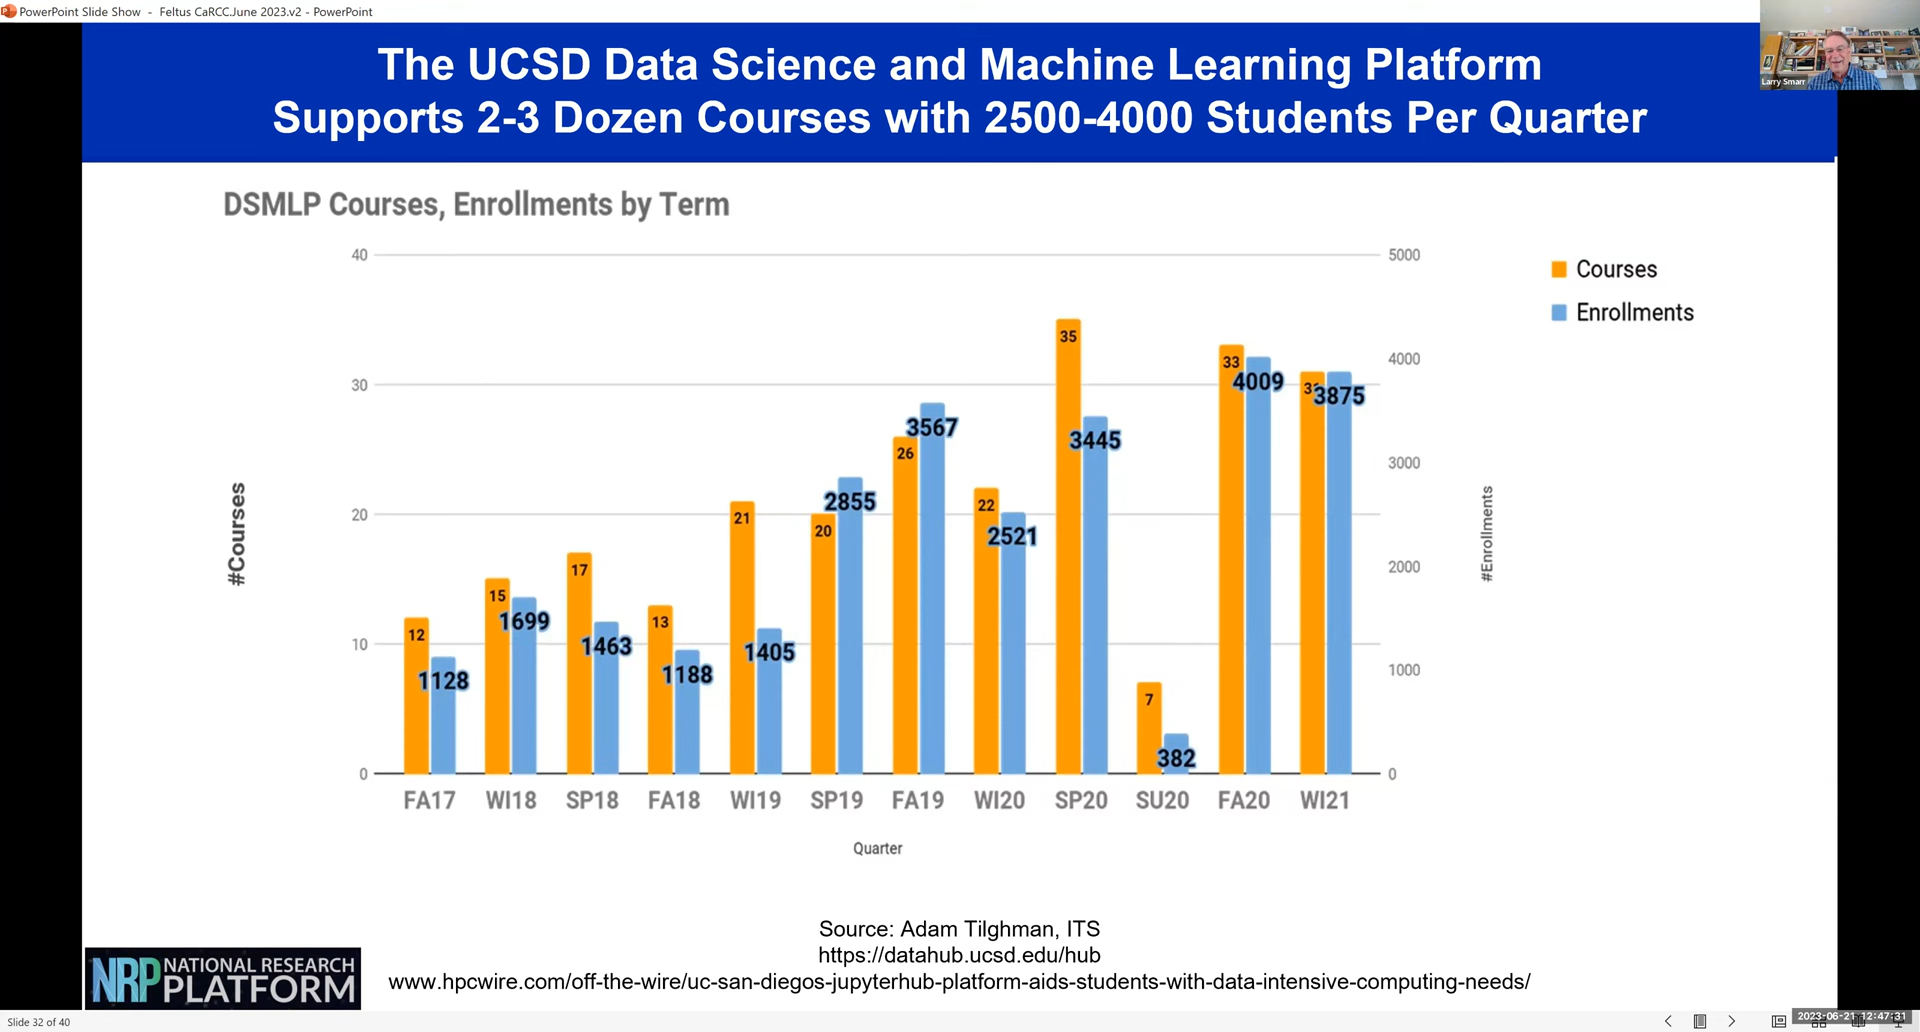 PowerPoint Slide Show - Feltus CaRCC.June 2023.v2 - PowerPoint
Larry Smarr
The UCSD Data Science and Machine Learning Platform
Supports 2-3 Dozen Courses with 2500-4000 Students Per Quarter
DSMLP Courses, Enrollments by Term
Courses
Enrollments
#Courses
40
30
20
10
0
5000
4000
3000
2000
1000
0
#Enrollments
12
1128
15
1699
17
1463
13
1188
21
1405
20
2855
26
3567
22
2521
35
3445
7
382
33
4009
3875
FA17 WI18 SP18 FA18 WI19 SP19 FA19 WI20 SP20 SU20 FA20 WI21
Quarter
Source: Adam Tilghman, ITS
https://datahub.ucsd.edu/hub
www.hpcwire.com/off-the-wire/uc-san-diegos-jupyterhub-platform-aids-students-with-data-intensive-computing-needs/
NRP NATIONAL RESEARCH
PLATFORM
Slide 32 of 40
2023-06-21 12:47:31